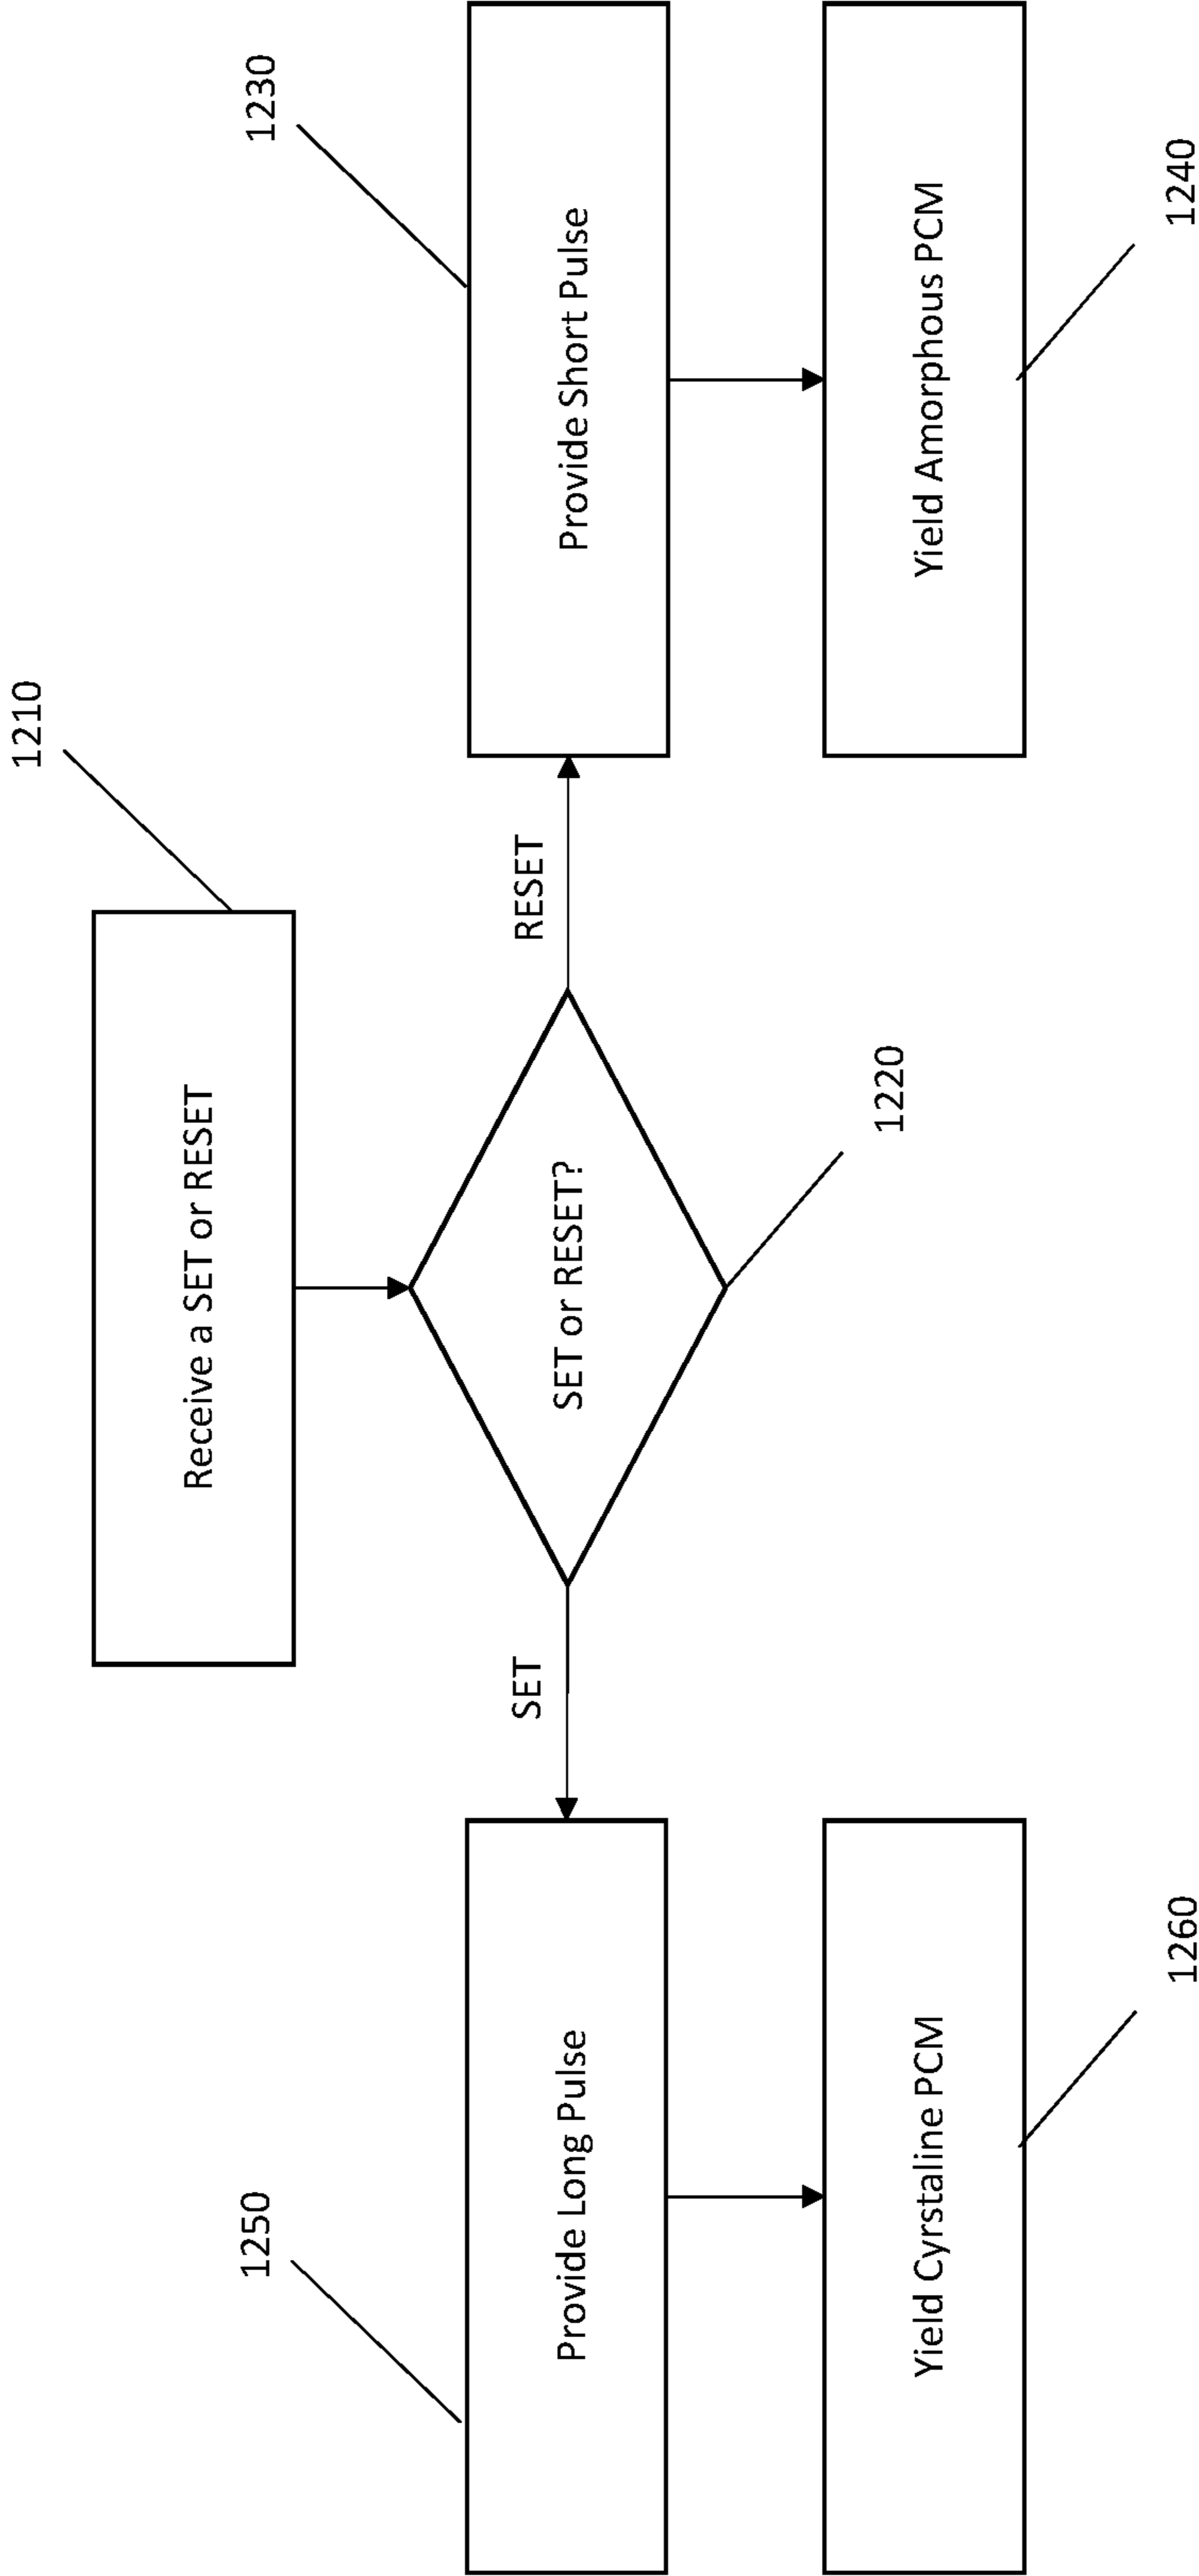 1210
Receive a SET or RESET
1230
1250
SET
RESET
Provide Long Pulse
SET or RESET?
Provide Short Pulse
1220
Yield Cyrstaline PCM
Yield Amorphous PCM
1260
1240